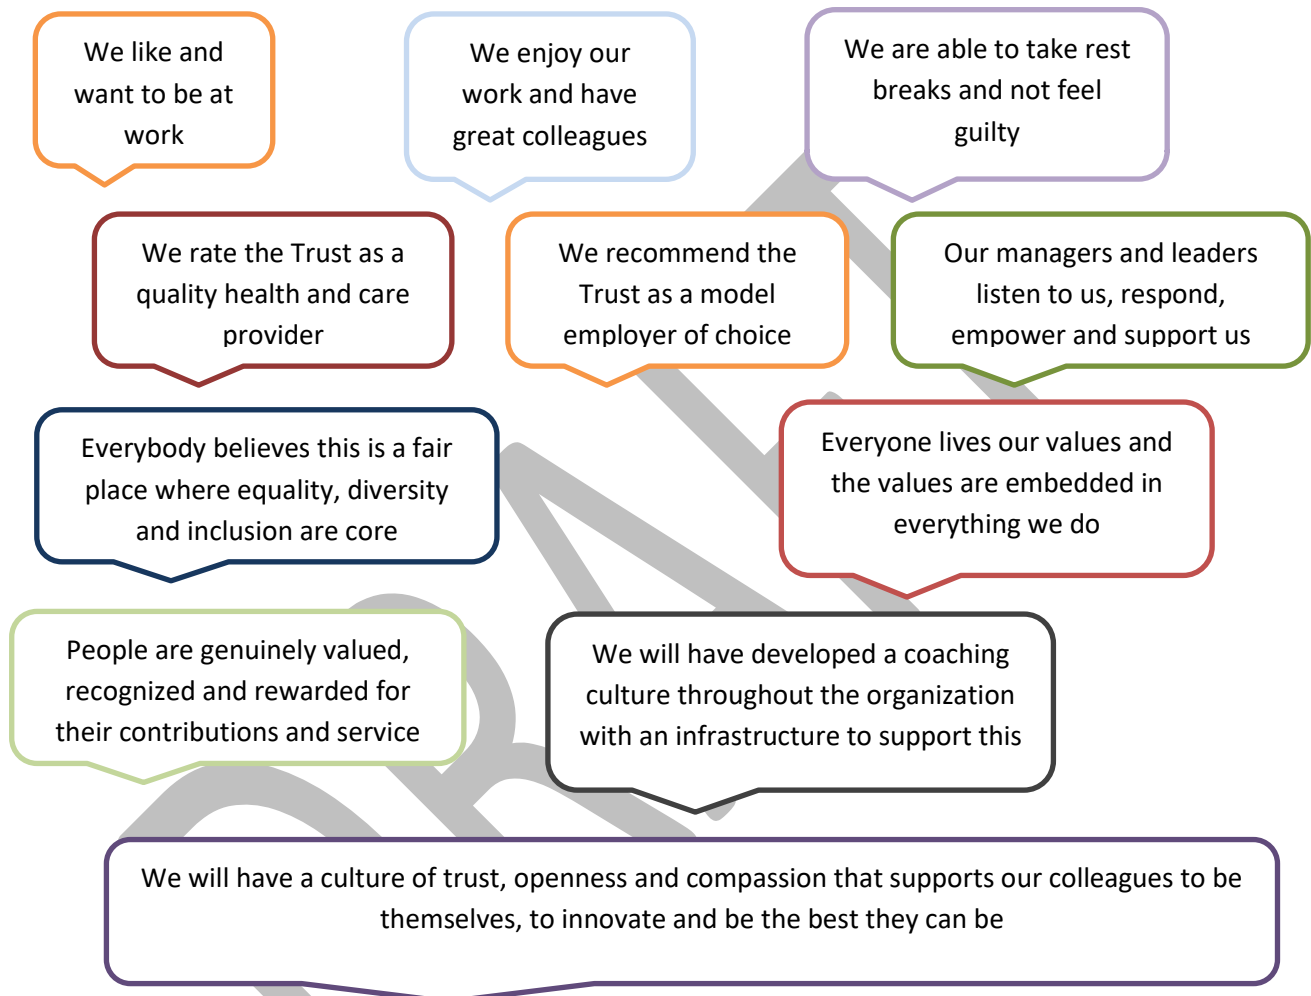 We like and
want to be at
work
We enjoy our
work and have
great colleagues
We are able to take rest
breaks and not feel
guilty
We rate the Trust as a
quality health and care
provider
We recommend the
Trust as a model
employer of choice
Our managers and leaders
listen to us, respond,
empower and support us
Everybody believes this is a fair
place where equality, diversity
and inclusion are core
Everyone lives our values and
the values are embedded in
everything we do
People are genuinely valued,
recognized and rewarded for
their contributions and service
We will have developed a coaching
culture throughout the organization
with an infrastructure to support this
We will have a culture of trust, openness and compassion that supports our colleagues to be
themselves, to innovate and be the best they can be